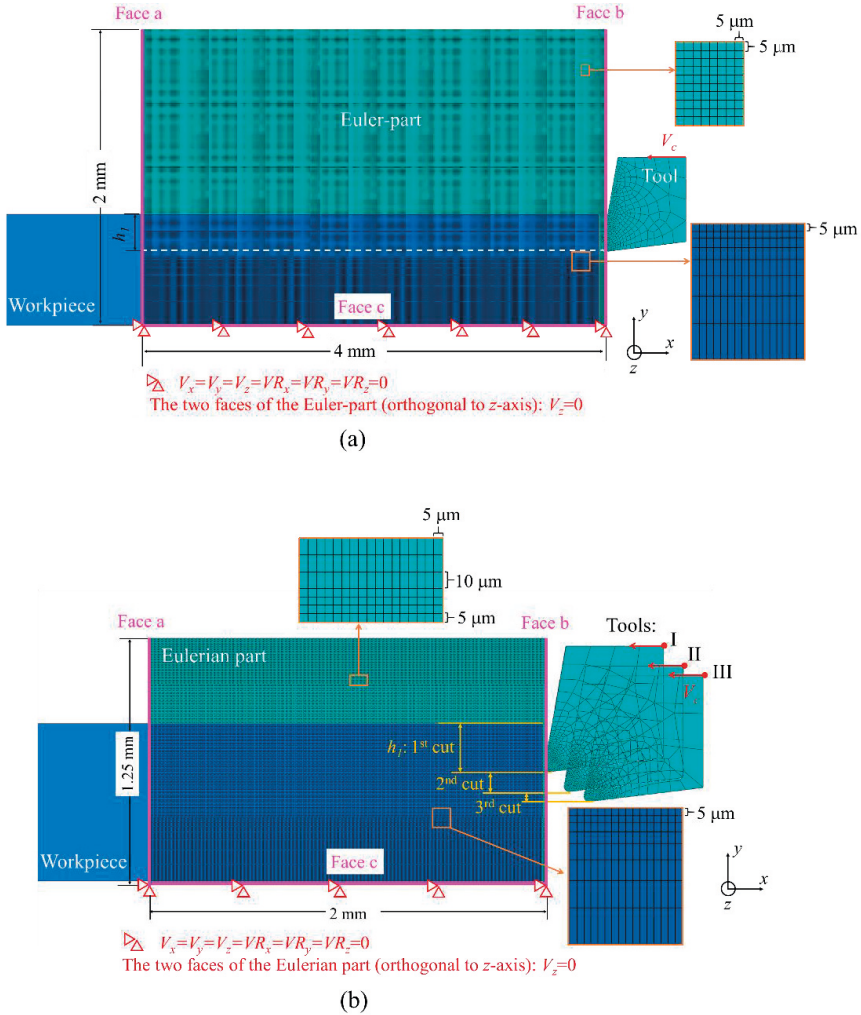 Face a
Face b
5 µm
5 µm
Euler-part
V_c
Tool
2 mm
h_1
5 µm
Workpiece
Face c
y
x
z
4 mm
V_x=V_y=V_z=VR_x=VR_y=VR_z=0
The two faces of the Euler-part (orthogonal to z-axis): V_z=0
(a)
5 µm
10 µm
5 µm
Face a
Face b
Tools:
I
II
III
Eulerian part
h_1: 1st cut
2nd cut
3rd cut
1.25 mm
5 µm
Workpiece
Face c
y
x
z
2 mm
V_x=V_y=V_z=VR_x=VR_y=VR_z=0
The two faces of the Eulerian part (orthogonal to z-axis): V_z=0
(b)